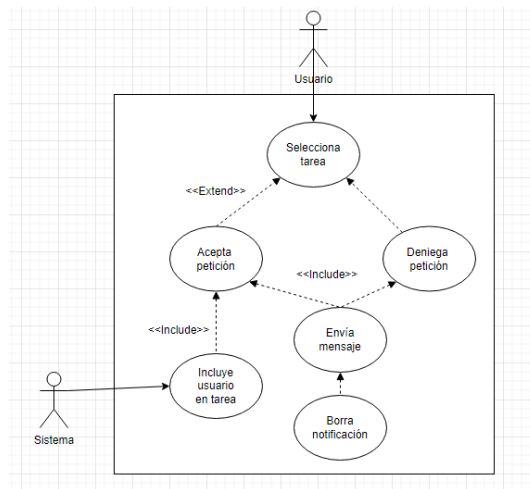 Usuario
Selecciona
tarea
<<Extend>>
Acepta
petición
Deniega
petición
<<Include>>
<<Include>>
Envía
mensaje
Incluye
usuario
en tarea
Sistema
Borra
notificación